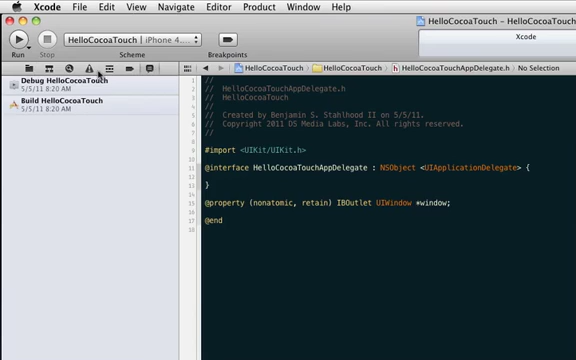 Xcode File Edit View Navigate Editor Product Window Help
HelloCocoaTouch – HelloCocoaTouch
HelloCocoaTouch iPhone 4...
Xcode
Run Stop Scheme Breakpoints
HelloCocoaTouch HelloCocoaTouch HelloCocoaTouchAppDelegate.h No Selection
Debug HelloCocoaTouch
5/5/11 8:20 AM
Build HelloCocoaTouch
5/5/11 8:20 AM
1 //
2 // HelloCocoaTouchAppDelegate.h
3 // HelloCocoaTouch
4 //
5 // Created by Benjamin S. Stahlhood II on 5/5/11.
6 // Copyright 2011 DS Media Labs, Inc. All rights reserved.
7 //
8
9 #import <UIKit/UIKit.h>
10
11 @interface HelloCocoaTouchAppDelegate : NSObject <UIApplicationDelegate> {
12
13 }
14
15 @property (nonatomic, retain) IBOutlet UIWindow *window;
16
17 @end
18